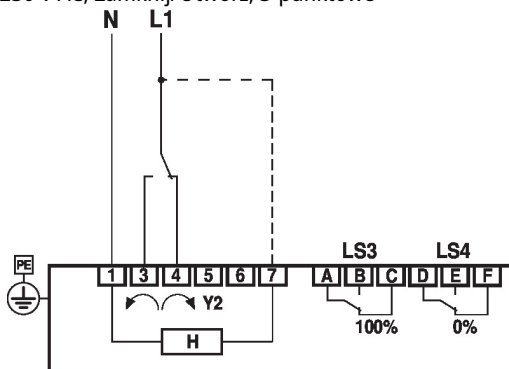 230 V AC, zamknij/otwórz, 3-punktowe
N L1
PE
LS3 LS4
1 3 4 5 6 7 A B C D E F
Y2
100% 0%
H